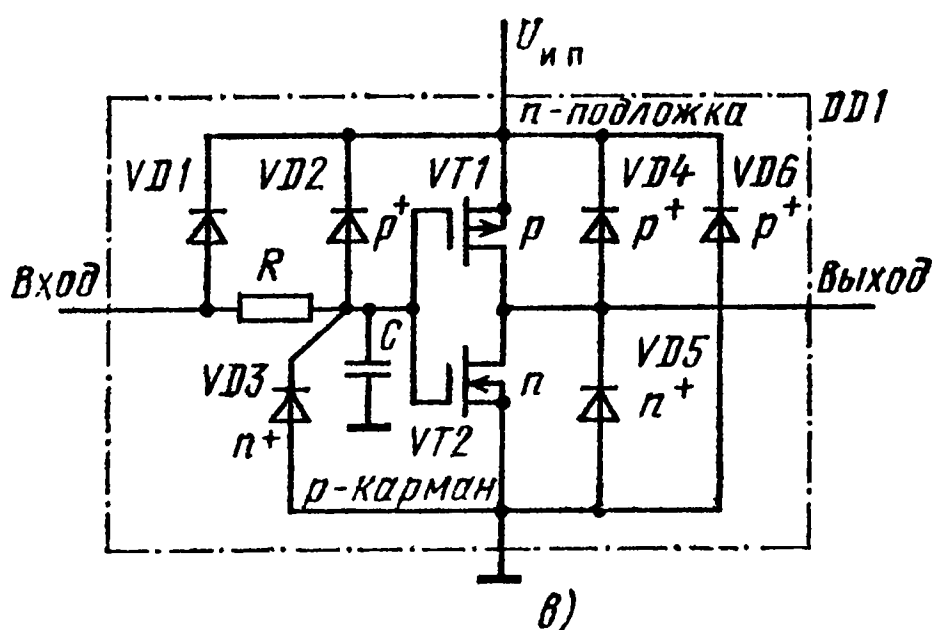 U и п
n-подложка
DD1
VD1
VD2
VT1
VD4
VD6
p+
p
p+
p+
R
Вход
Выход
C
VD3
VD5
n
n+
n+
VT2
p-карман
в)